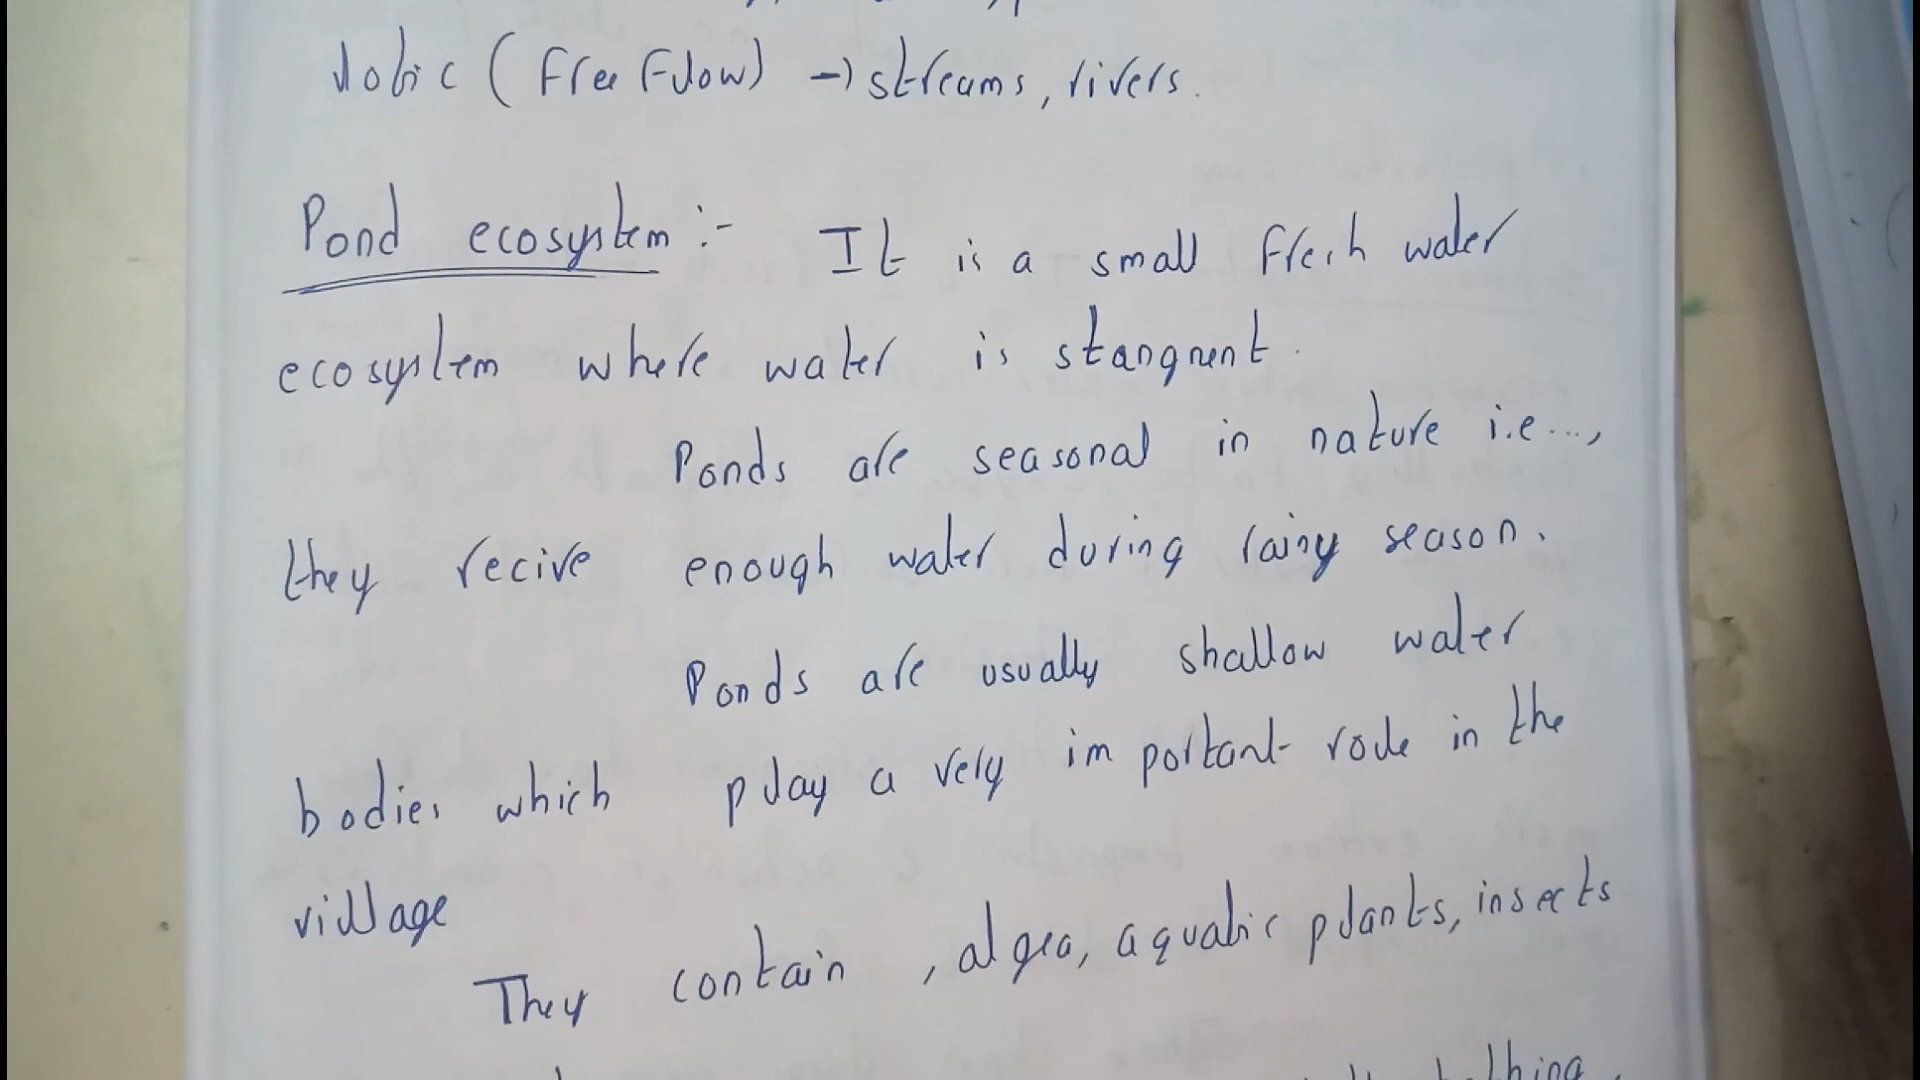 lotic (Free Flow) → streams, rivers.
Pond ecosystem :- It is a small fresh water
ecosystem where water is stangnent.
Ponds are seasonal in nature i.e...,
they recive enough water during rainy season.
Ponds are usually shallow water
bodies which play a very important role in the
village
They contain , algea, aquatic plants, insects
thing,